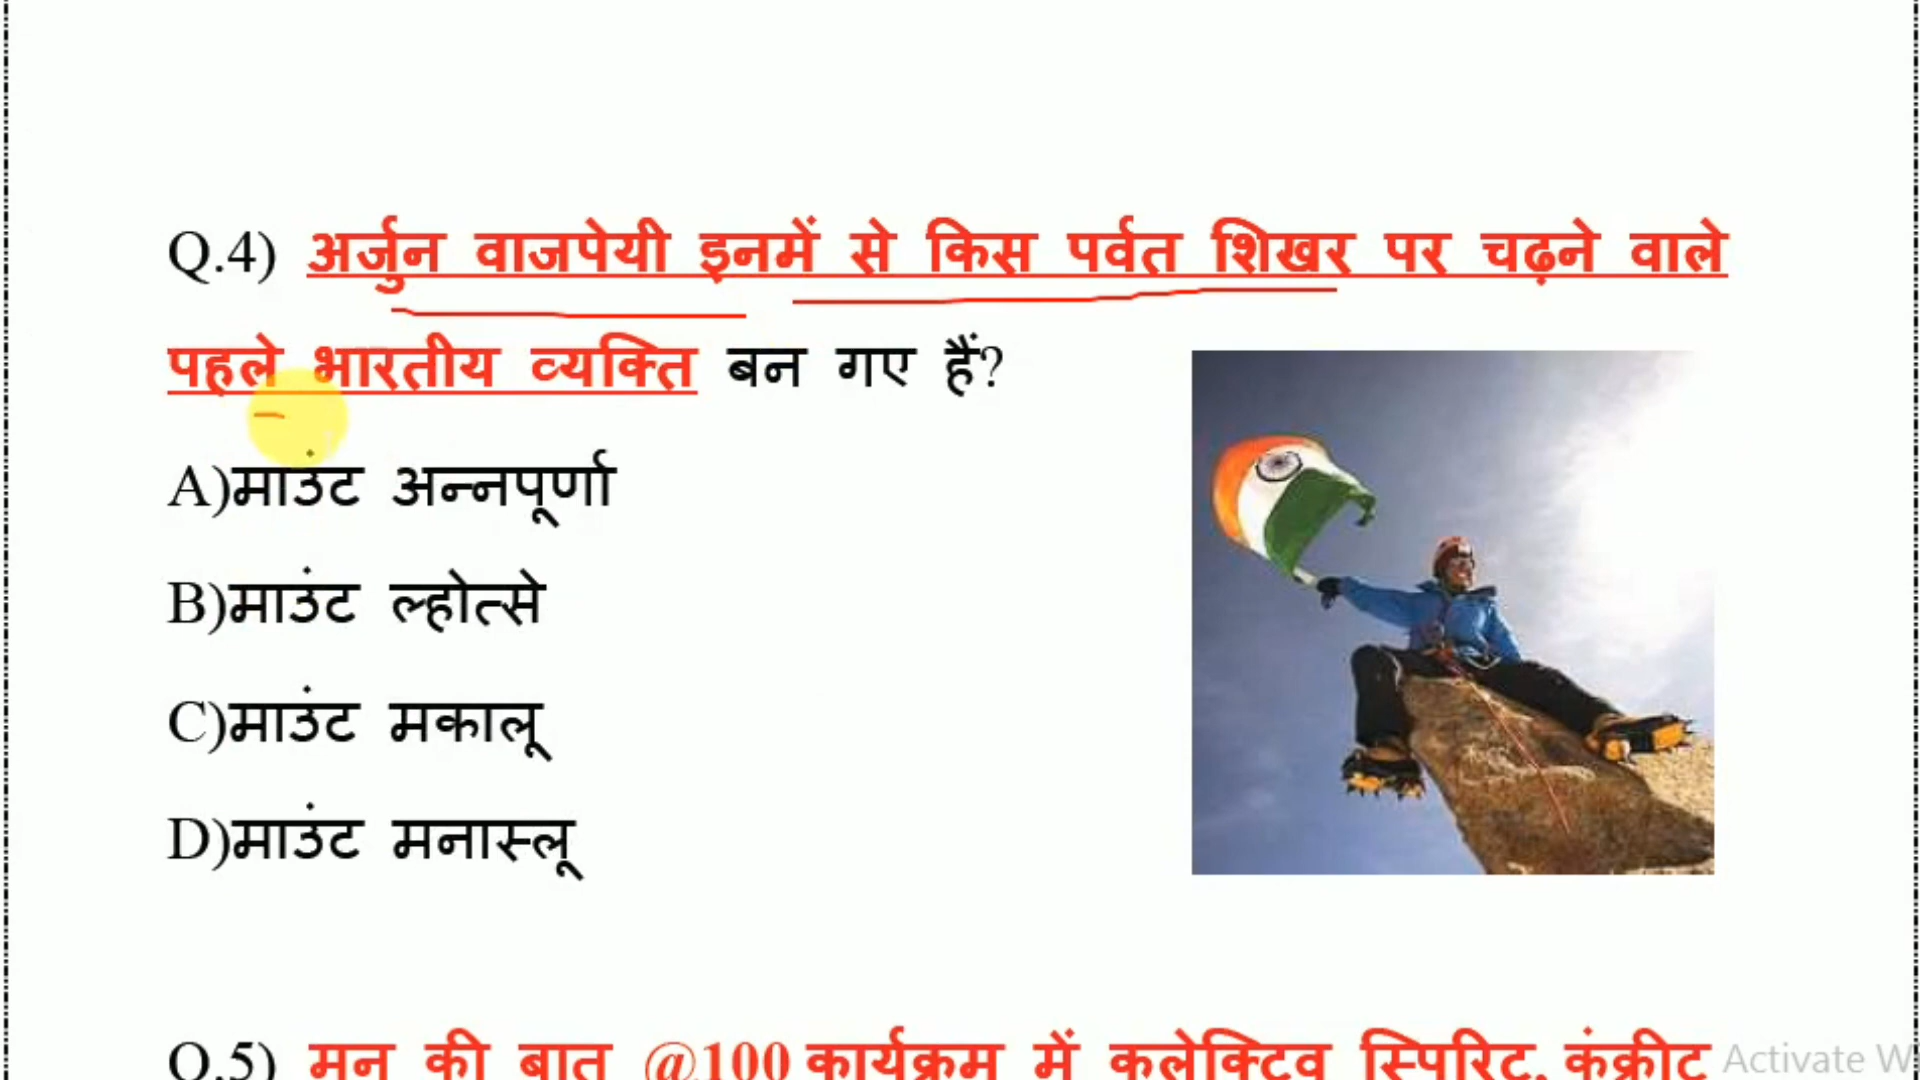 Q.4) अर्जुन वाजपेयी इनमें से किस पर्वत शिखर पर चढ़ने वाले
पहले भारतीय व्यक्ति बन गए हैं?
A)माउंट अन्नपूर्णा
B)माउंट ल्होत्से
C)माउंट मकालू
D)माउंट मनास्लू
Q.5) मन की बात @100 कार्यक्रम में कलेक्टिव स्पिरिट, कंक्रीट
Activate W